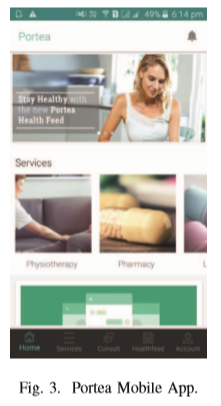 49% 6:14 pm
Portea
Stay Healthy with
the new Portea
Health Feed
Services
Physiotherapy Pharmacy L
Home Services Consult Healthfeed Account
Fig. 3. Portea Mobile App.